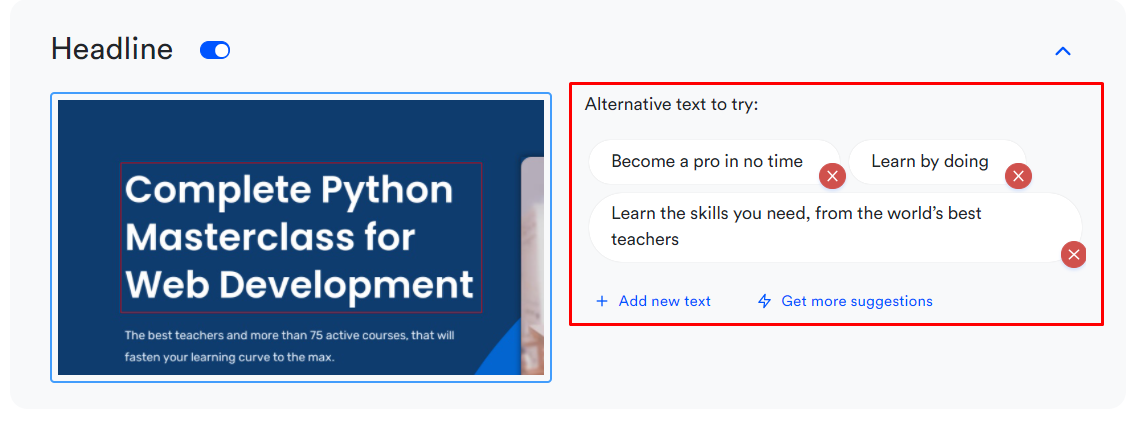 Headline
Complete Python
Masterclass for
Web Development
The best teachers and more than 75 active courses, that will
fasten your learning curve to the max.
Alternative text to try:
Become a pro in no time
Learn by doing
Learn the skills you need, from the world’s best
teachers
+ Add new text
Get more suggestions